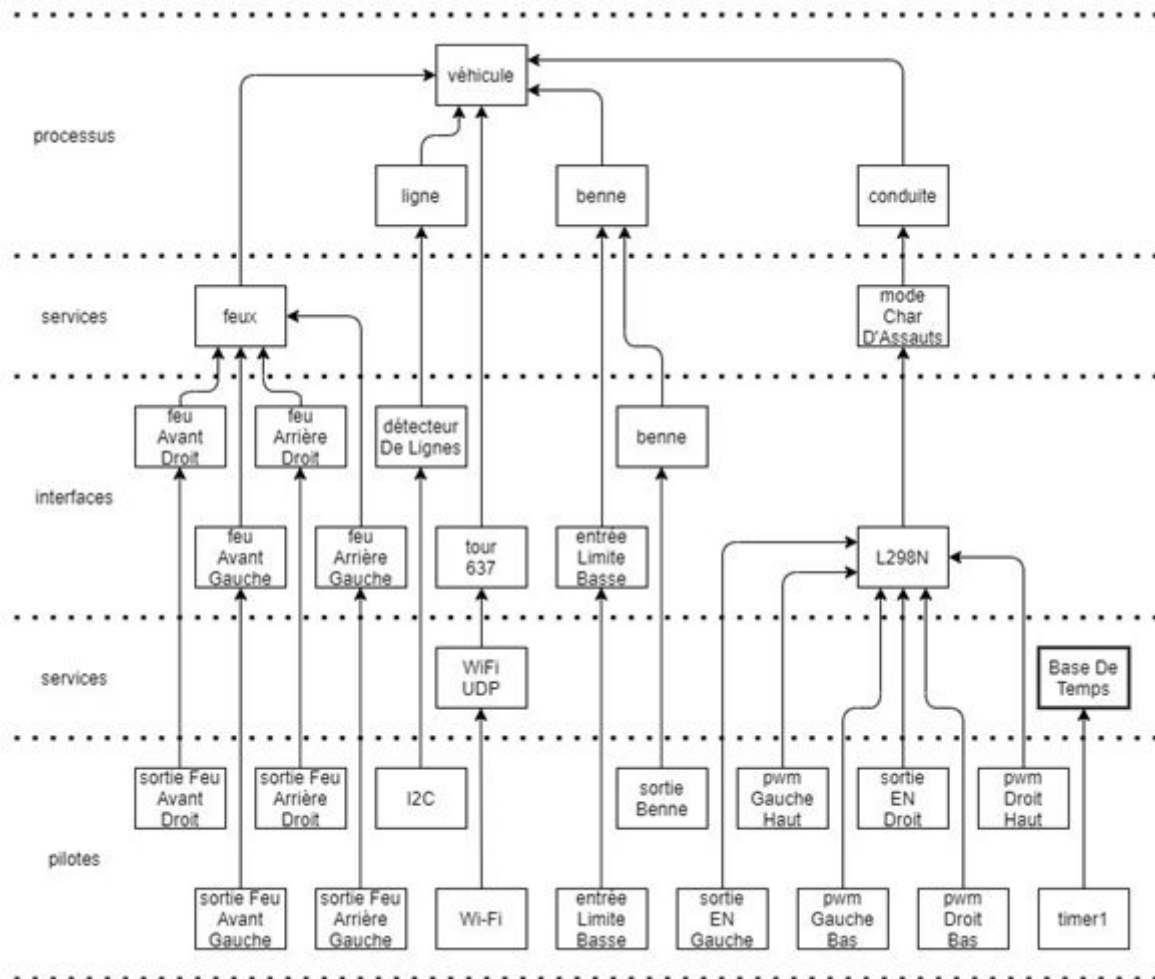 véhicule
processus
ligne
benne
conduite
services
feux
mode
Char
D'Assauts
feu
Avant
Droit
feu
Arrière
Droit
détecteur
De Lignes
benne
interfaces
feu
Avant
Gauche
feu
Arrière
Gauche
tour
637
entrée
Limite
Basse
L298N
services
WiFi
UDP
Base De
Temps
sortie Feu
Avant
Droit
sortie Feu
Arrière
Droit
I2C
sortie
Benne
pwm
Gauche
Haut
sortie
EN
Droit
pwm
Droit
Haut
pilotes
sortie Feu
Avant
Gauche
sortie Feu
Arrière
Gauche
Wi-Fi
entrée
Limite
Basse
sortie
EN
Gauche
pwm
Gauche
Bas
pwm
Droit
Bas
timer1